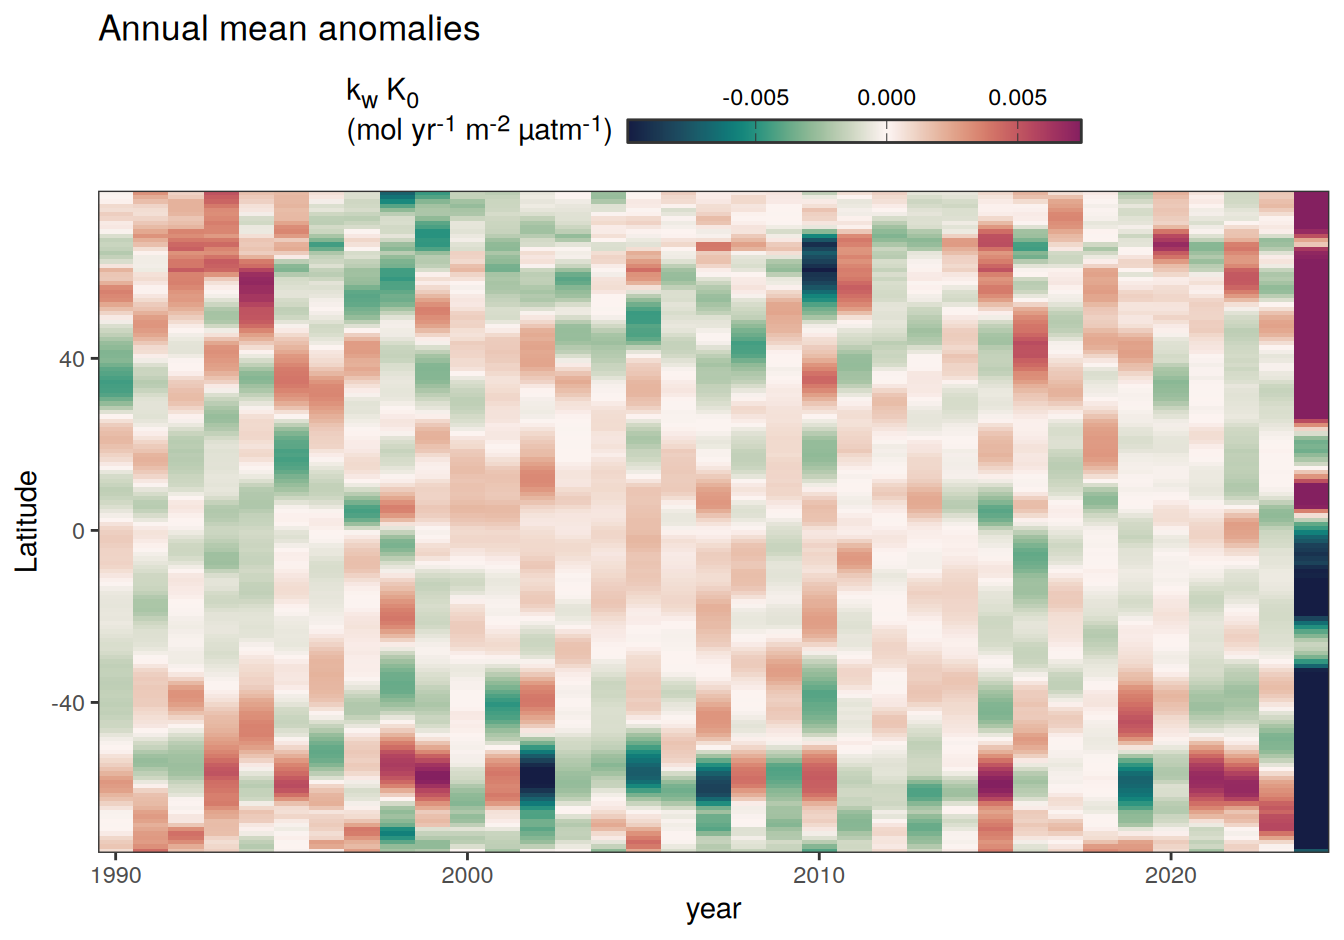 Annual mean anomalies
k_w K_0
(mol yr^-1 m^-2 µatm^-1)
-0.005 0.000 0.005
Latitude
40
0
-40
1990 2000 2010 2020
year